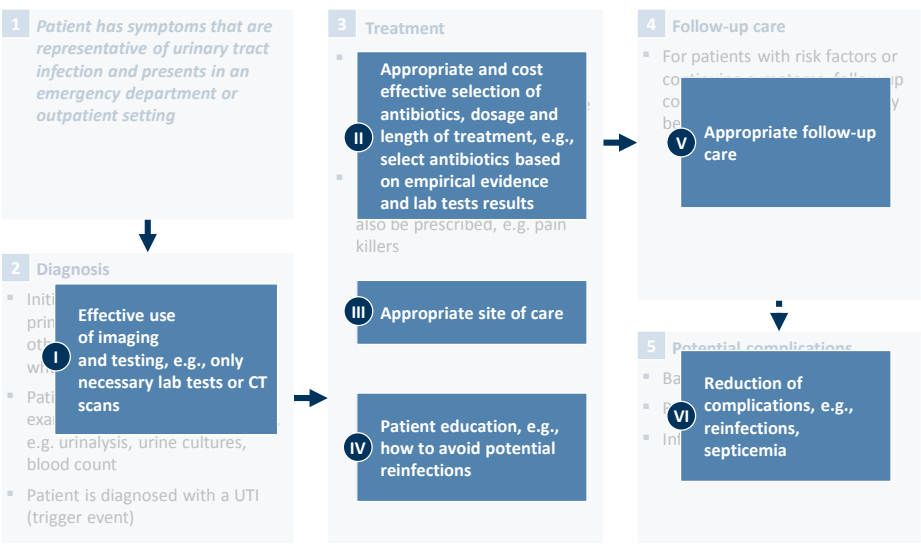 1
Patient has symptoms that are
representative of urinary tract
infection and presents in an
emergency department or
outpatient setting
2 Diagnosis
I
Effective use
of imaging
and testing, e.g., only
necessary lab tests or CT
scans
e.g. urinalysis, urine cultures,
blood count
Patient is diagnosed with a UTI
(trigger event)
3 Treatment
II
Appropriate and cost
effective selection of
antibiotics, dosage and
length of treatment, e.g.,
select antibiotics based
on empirical evidence
and lab tests results
also be prescribed, e.g. pain
killers
III
Appropriate site of care
IV
Patient education, e.g.,
how to avoid potential
reinfections
4 Follow-up care
For patients with risk factors or
V
Appropriate follow-up
care
5 Potential complications
VI
Reduction of
complications, e.g.,
reinfections,
septicemia